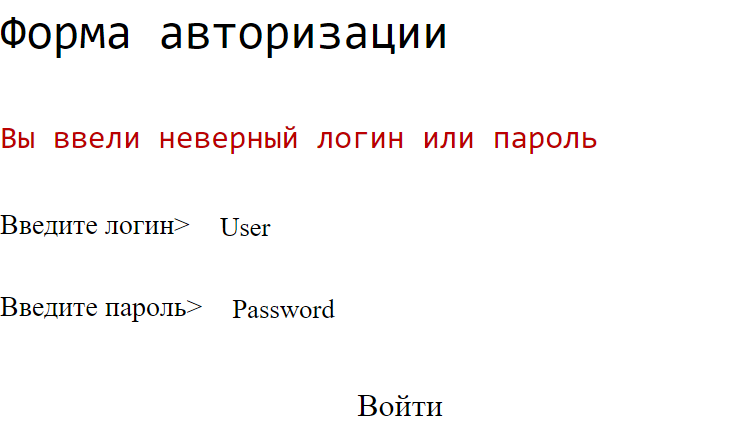 Форма авторизации
Вы ввели неверный логин или пароль
Введите логин> User
Введите пароль> Password
Войти